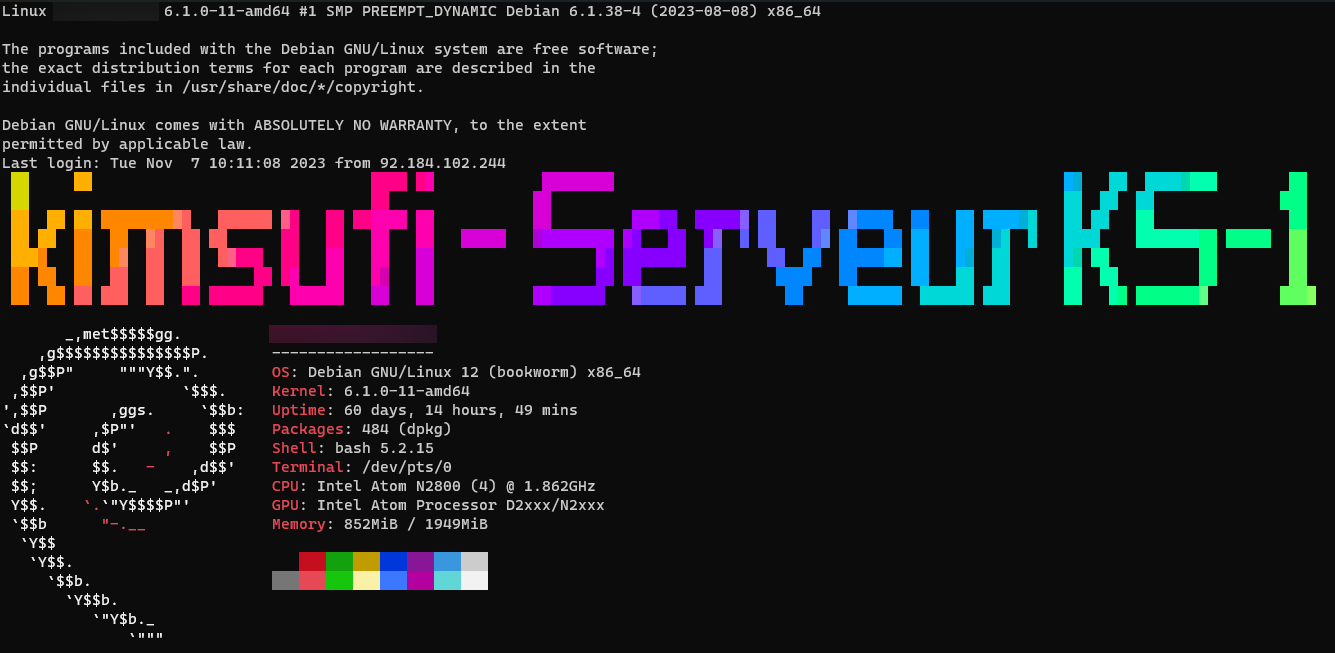 Linux 6.1.0-11-amd64 #1 SMP PREEMPT_DYNAMIC Debian 6.1.38-4 (2023-08-08) x86_64
The programs included with the Debian GNU/Linux system are free software;
the exact distribution terms for each program are described in the
individual files in /usr/share/doc/*/copyright.
Debian GNU/Linux comes with ABSOLUTELY NO WARRANTY, to the extent
permitted by applicable law.
Last login: Tue Nov  7 10:11:08 2023 from 92.184.102.244
kimsufi - Serveur KS-1
------------------
OS: Debian GNU/Linux 12 (bookworm) x86_64
Kernel: 6.1.0-11-amd64
Uptime: 60 days, 14 hours, 49 mins
Packages: 484 (dpkg)
Shell: bash 5.2.15
Terminal: /dev/pts/0
CPU: Intel Atom N2800 (4) @ 1.862GHz
GPU: Intel Atom Processor D2xxx/N2xxx
Memory: 852MiB / 1949MiB